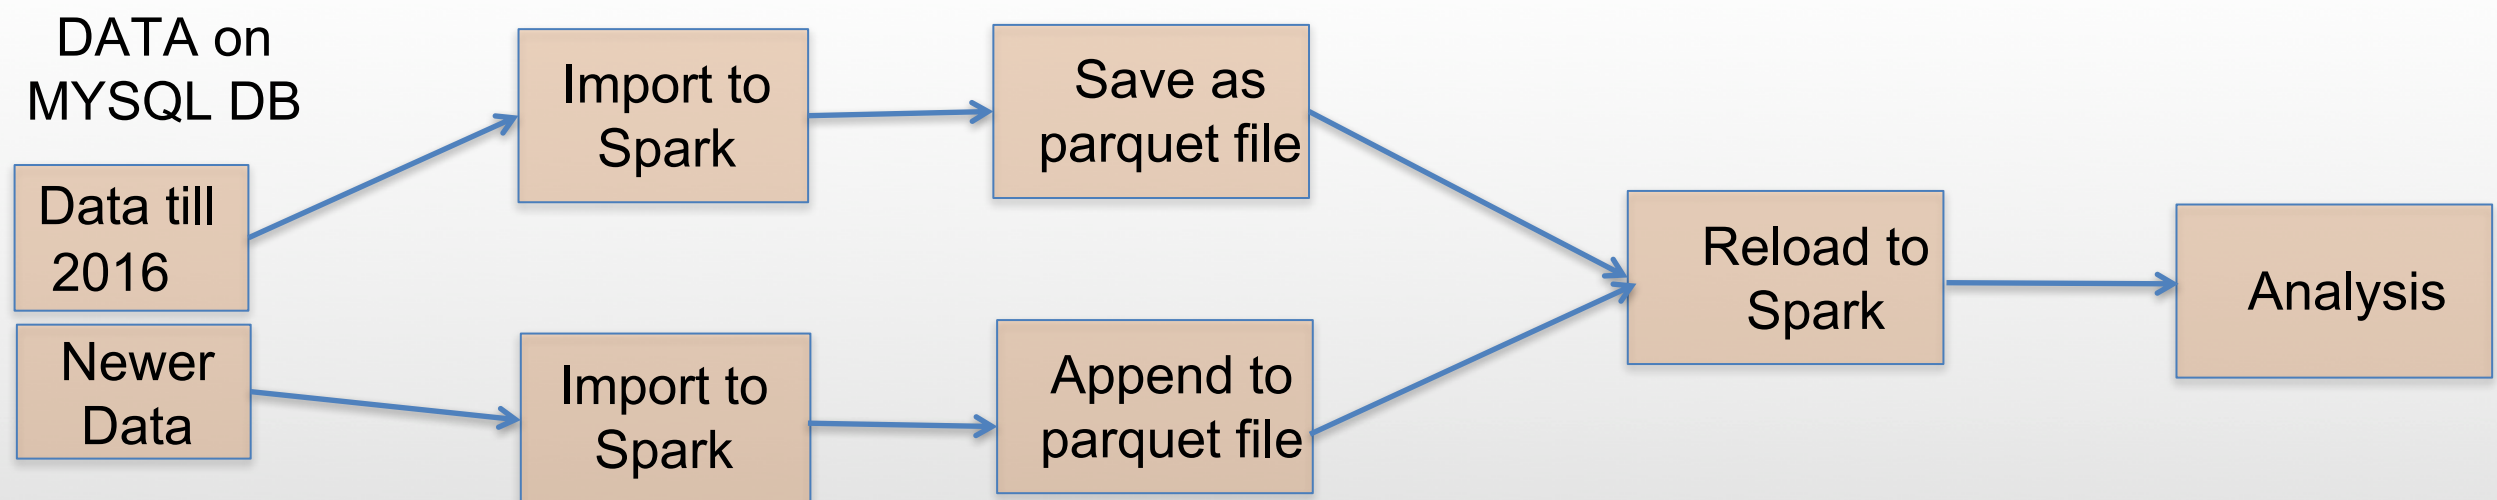 DATA on
MYSQL DB
Data till
2016
Import to
Spark
Save as
parquet file
Newer
Data
Import to
Spark
Append to
parquet file
Reload to
Spark
Analysis